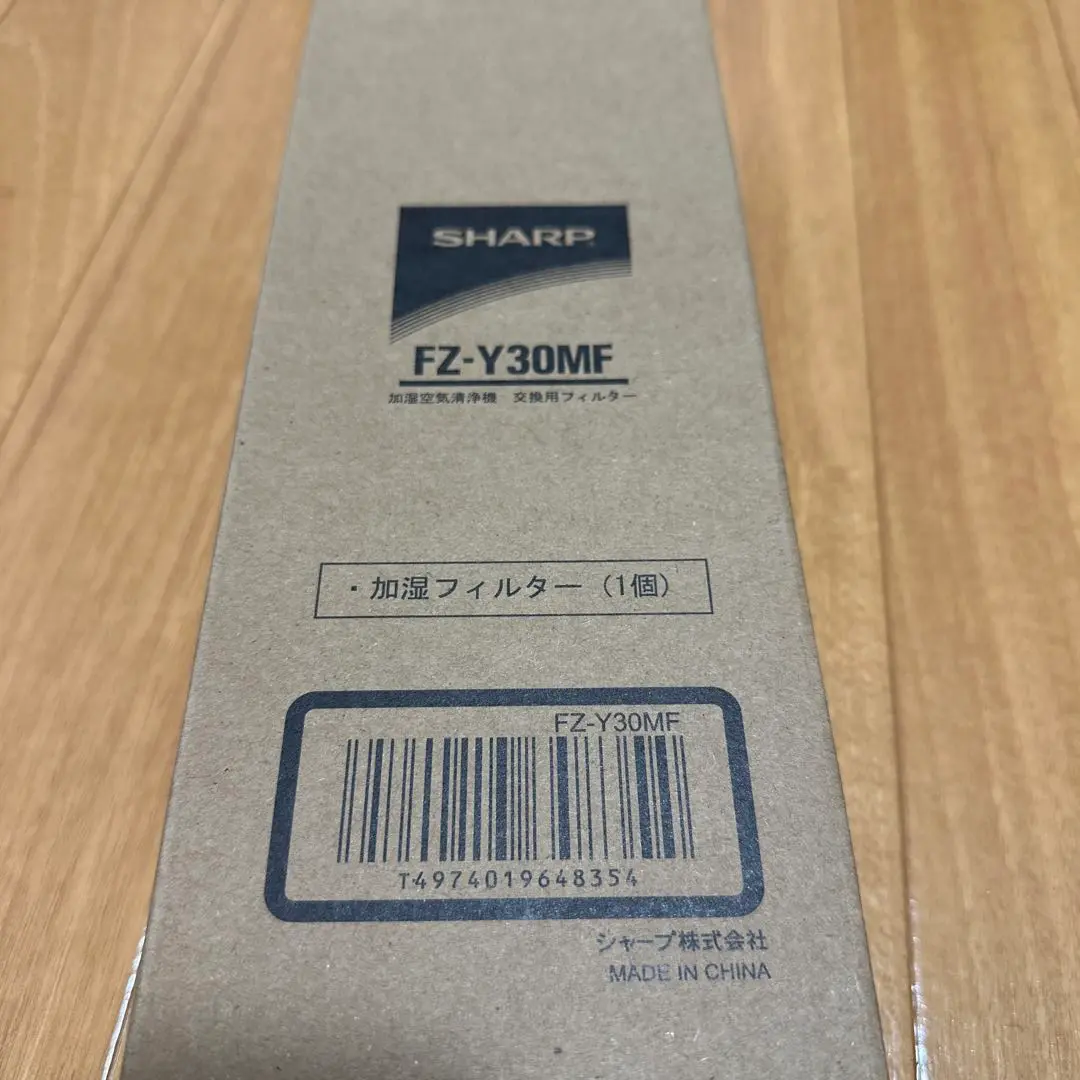 SHARP
FZ-Y30MF
加湿空気清浄機 交換用フィルター
・加湿フィルター（1個）
FZ-Y30MF
T4974019648354
シャープ株式会社
MADE IN CHINA